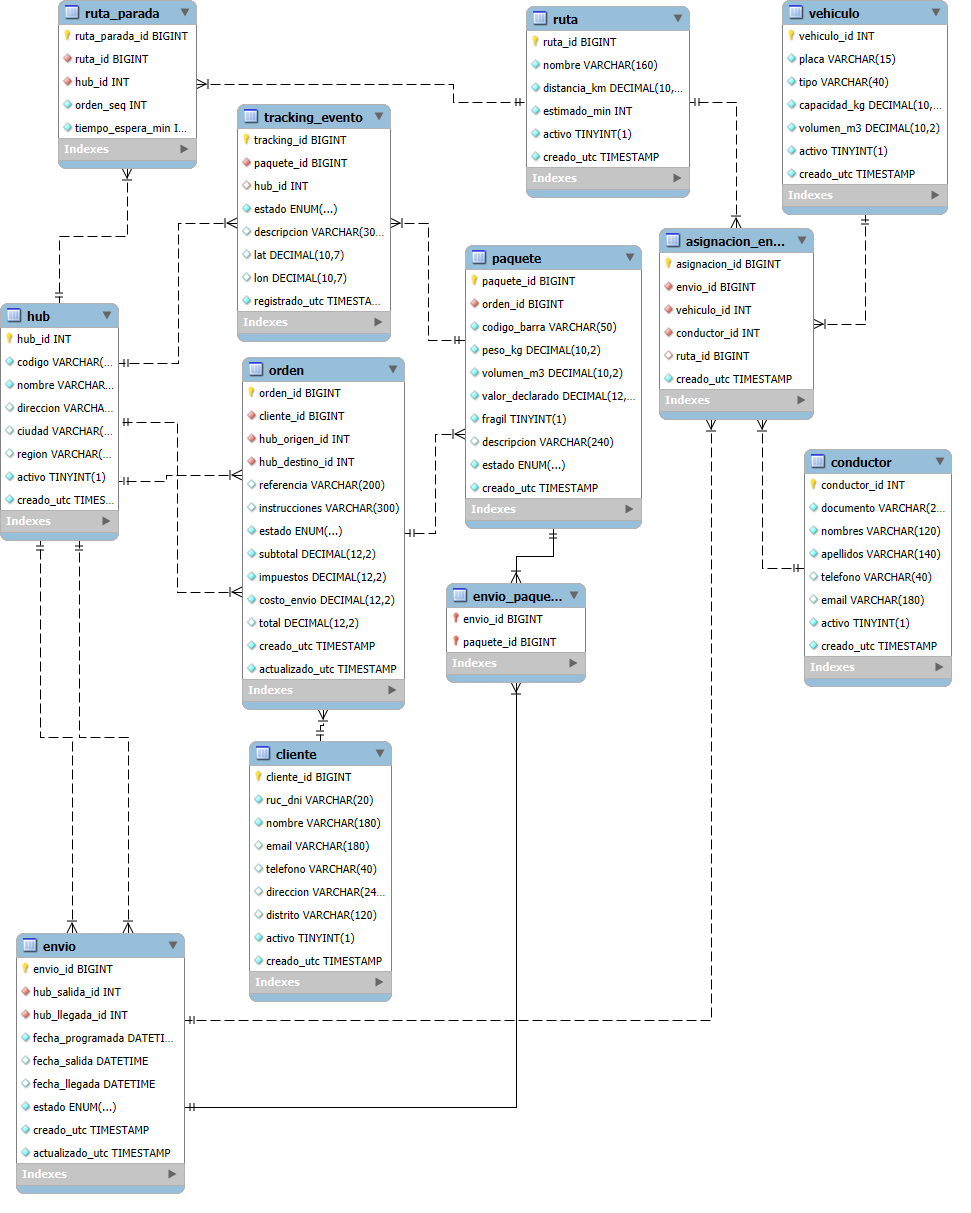 ruta_parada
ruta_parada_id BIGINT
ruta_id BIGINT
hub_id INT
orden_seq INT
tiempo_espera_min I...
Indexes
ruta
ruta_id BIGINT
nombre VARCHAR(160)
distancia_km DECIMAL(10,...
estimado_min INT
activo TINYINT(1)
creado_utc TIMESTAMP
Indexes
vehiculo
vehiculo_id INT
placa VARCHAR(15)
tipo VARCHAR(40)
capacidad_kg DECIMAL(10,...
volumen_m3 DECIMAL(10,2)
activo TINYINT(1)
creado_utc TIMESTAMP
Indexes
tracking_evento
tracking_id BIGINT
paquete_id BIGINT
hub_id INT
estado ENUM(...)
descripcion VARCHAR(30...
lat DECIMAL(10,7)
lon DECIMAL(10,7)
registrado_utc TIMESTA...
Indexes
paquete
paquete_id BIGINT
orden_id BIGINT
codigo_barra VARCHAR(50)
peso_kg DECIMAL(10,2)
volumen_m3 DECIMAL(10,2)
valor_declarado DECIMAL(12,...
fragil TINYINT(1)
descripcion VARCHAR(240)
estado ENUM(...)
creado_utc TIMESTAMP
Indexes
asignacion_en...
asignacion_id BIGINT
envio_id BIGINT
vehiculo_id INT
conductor_id INT
ruta_id BIGINT
creado_utc TIMESTAMP
Indexes
hub
hub_id INT
codigo VARCHAR(...
nombre VARCHAR...
direccion VARCHA...
ciudad VARCHAR(...
region VARCHAR(...
activo TINYINT(1)
creado_utc TIMES...
Indexes
orden
orden_id BIGINT
cliente_id BIGINT
hub_origen_id INT
hub_destino_id INT
referencia VARCHAR(200)
instrucciones VARCHAR(300)
estado ENUM(...)
subtotal DECIMAL(12,2)
impuestos DECIMAL(12,2)
costo_envio DECIMAL(12,2)
total DECIMAL(12,2)
creado_utc TIMESTAMP
actualizado_utc TIMESTAMP
Indexes
conductor
conductor_id INT
documento VARCHAR(2...
nombres VARCHAR(120)
apellidos VARCHAR(140)
telefono VARCHAR(40)
email VARCHAR(180)
activo TINYINT(1)
creado_utc TIMESTAMP
Indexes
envio_paque...
envio_id BIGINT
paquete_id BIGINT
Indexes
cliente
cliente_id BIGINT
ruc_dni VARCHAR(20)
nombre VARCHAR(180)
email VARCHAR(180)
telefono VARCHAR(40)
direccion VARCHAR(24...
distrito VARCHAR(120)
activo TINYINT(1)
creado_utc TIMESTAMP
Indexes
envio
envio_id BIGINT
hub_salida_id INT
hub_llegada_id INT
fecha_programada DATETI...
fecha_salida DATETIME
fecha_llegada DATETIME
estado ENUM(...)
creado_utc TIMESTAMP
actualizado_utc TIMESTAMP
Indexes